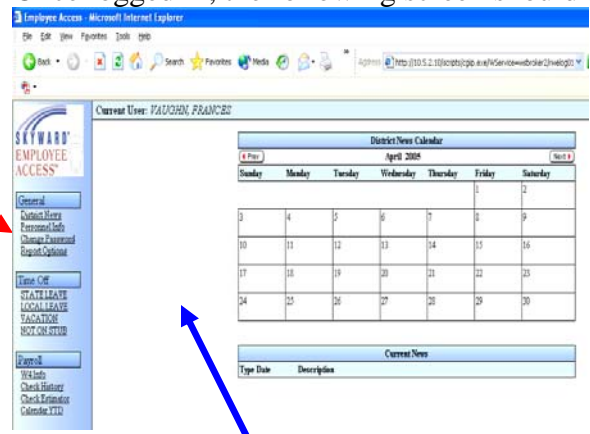 Employee Access - Microsoft Internet Explorer
File Edit View Favorites Tools Help
Back Search Favorites Media Address
Current User: VAUGHN, FRANCES
SKYWARD
EMPLOYEE
ACCESS
General
District News
Personnel Info
Change Password
Report Options
Time Off
STATE LEAVE
LOCAL LEAVE
VACATION
NOT ON STUB
Payroll
W4 Info
Check History
Check Estimator
Calendar YTD
District News Calendar
Prev April 2005 Next
Sunday Monday Tuesday Wednesday Thursday Friday Saturday
1 2
3 4 5 6 7 8 9
10 11 12 13 14 15 16
17 18 19 20 21 22 23
24 25 26 27 28 29 30
Current News
Type Date Description